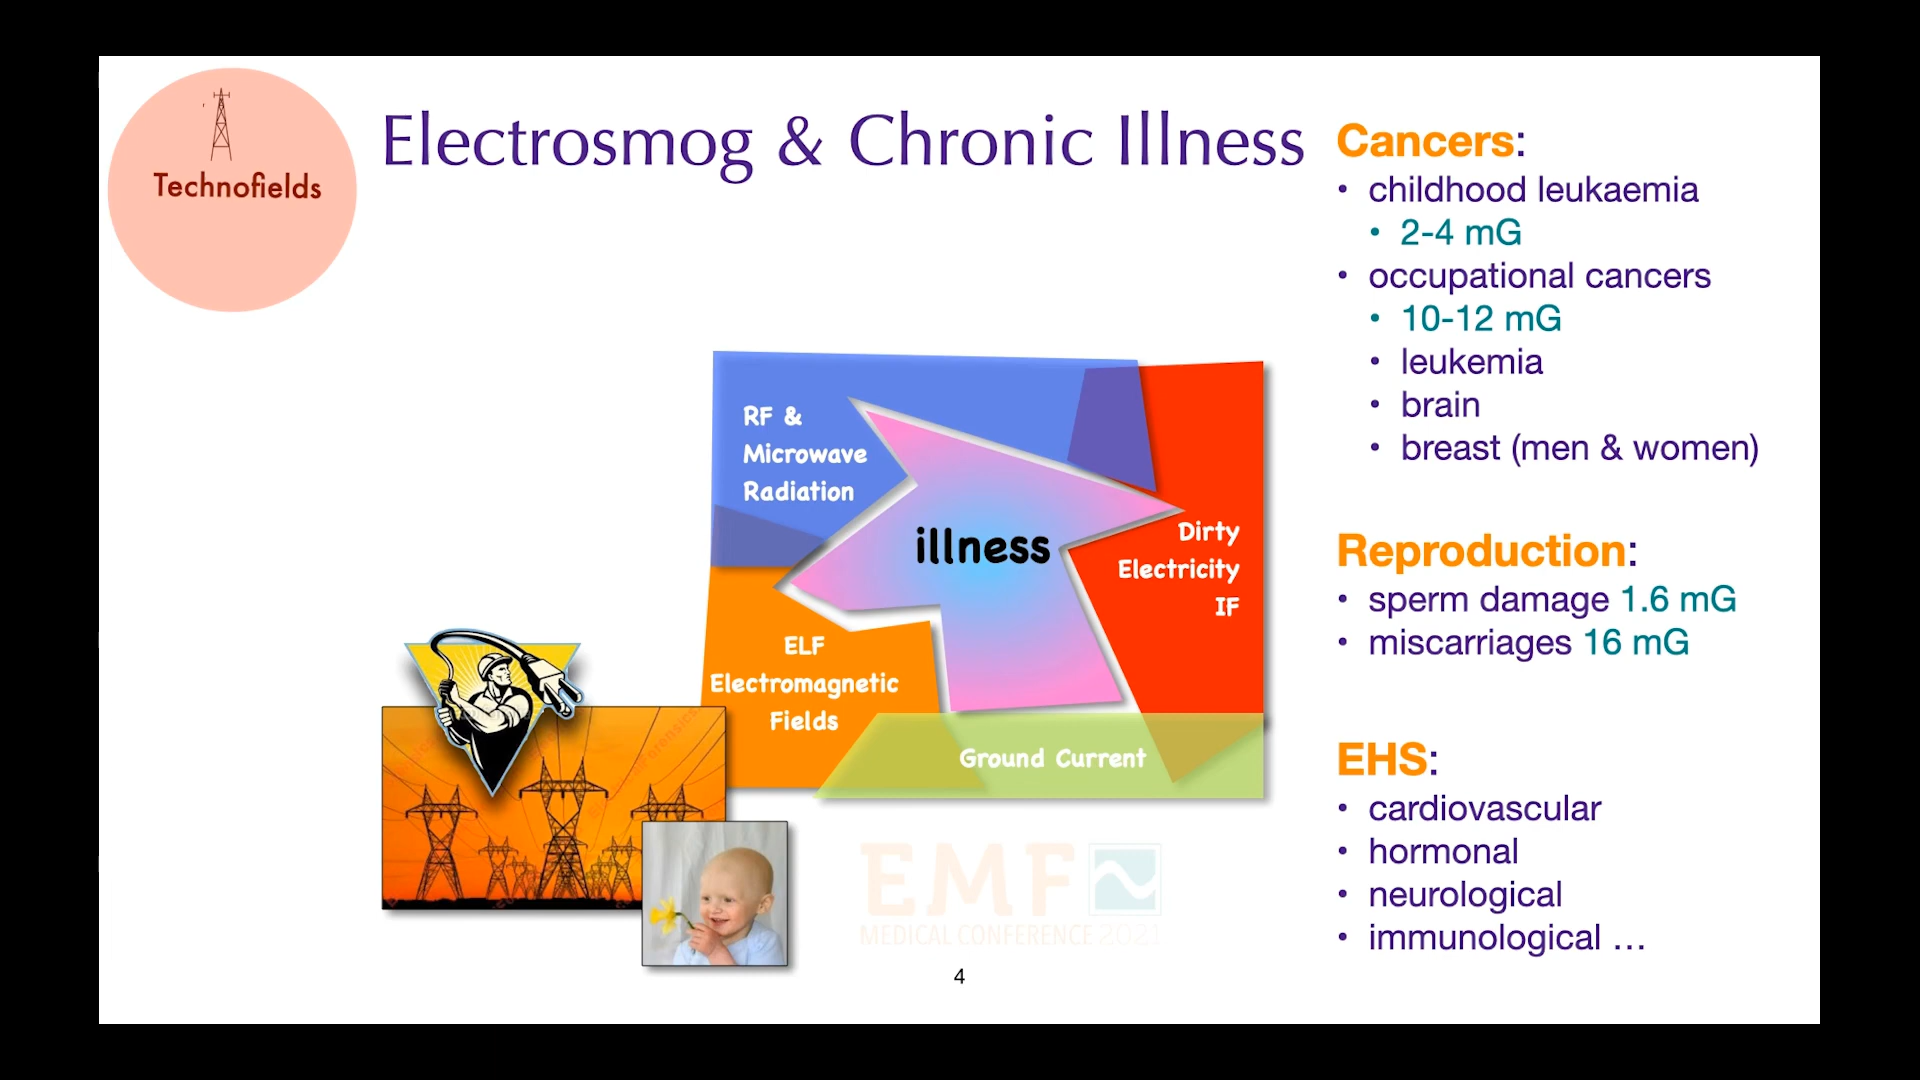 Technofields
Electrosmog & Chronic Illness
RF &
Microwave
Radiation
illness
Dirty
Electricity
IF
ELF
Electromagnetic
Fields
Ground Current
Cancers:
• childhood leukaemia
• 2-4 mG
• occupational cancers
• 10-12 mG
• leukemia
• brain
• breast (men & women)
Reproduction:
• sperm damage 1.6 mG
• miscarriages 16 mG
EHS:
• cardiovascular
• hormonal
• neurological
• immunological ...
EMF
MEDICAL CONFERENCE 2021
4